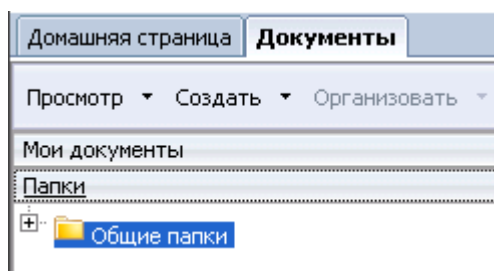 Домашняя страница Документы
Просмотр Создать Организовать
Мои документы
Папки
Общие папки